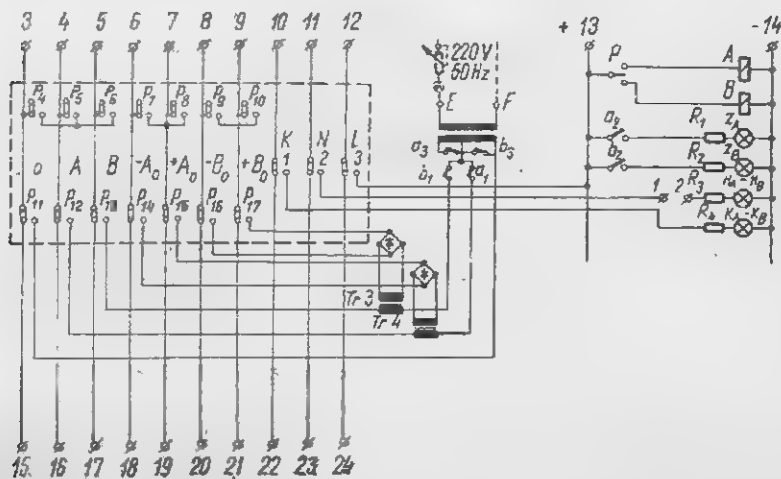 3 4 5 6 7 8 9 10 11 12
+ 13 -14
220V
50Hz
P A
B
P4 P5 P6 P7 P8 P9 P10
E F
K N l
1 2 3
a3 b3
a2 R1 zA
b2 R2 zB
o A B -A0 +A0 -B0 +B0
b1 a1
1 2 R3
R4
P11 P12 P13 P14 P15 P16 P17
Tr 3
Tr 4
15 16 17 18 19 20 21 22 23 24